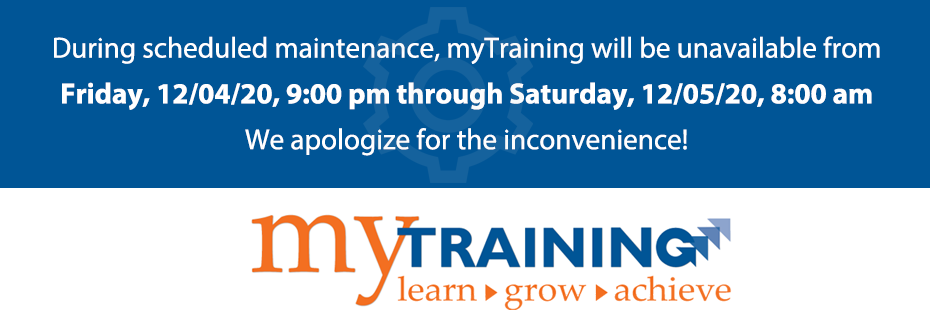 During scheduled maintenance, myTraining will be unavailable from
Friday, 12/04/20, 9:00 pm through Saturday, 12/05/20, 8:00 am
We apologize for the inconvenience!
myTRAINING
learn ▸ grow ▸ achieve